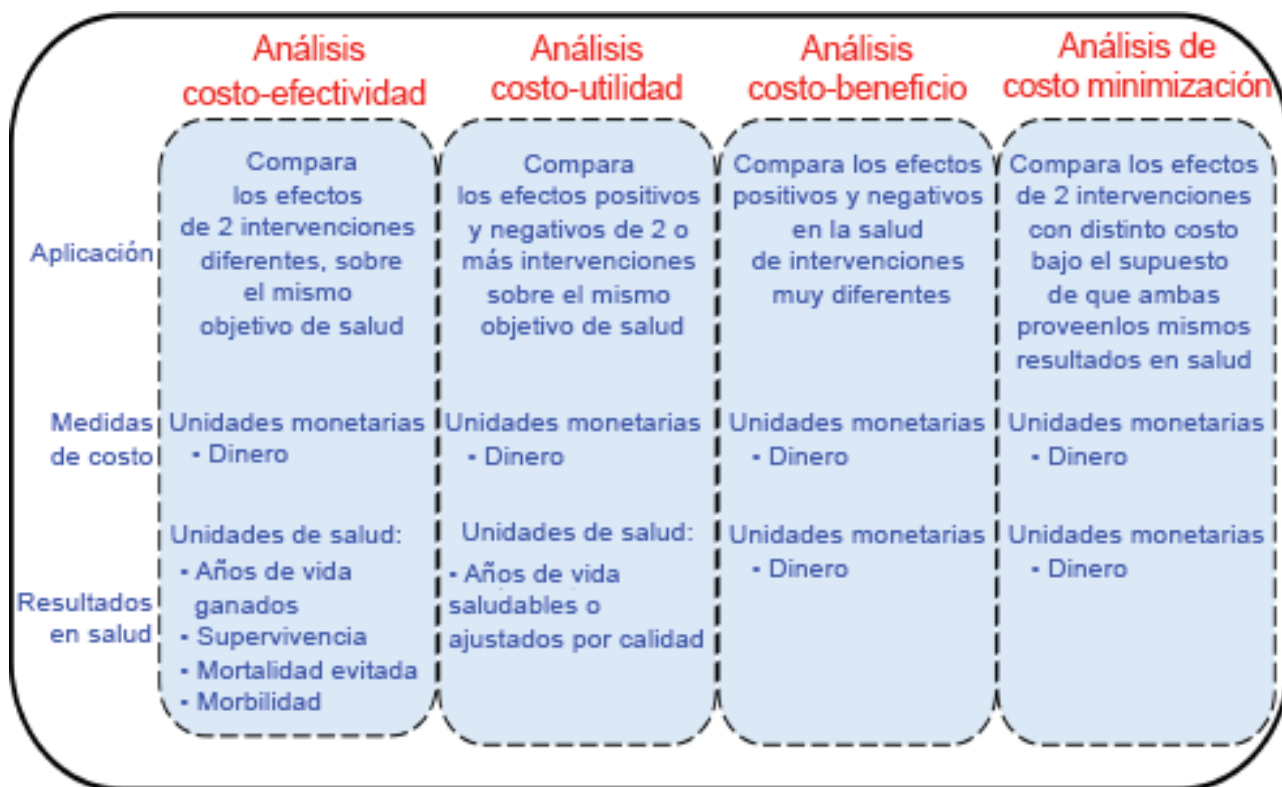 Análisis
costo-efectividad
Análisis
costo-utilidad
Análisis
costo-beneficio
Análisis de
costo minimización
Aplicación
Compara
los efectos
de 2 intervenciones
diferentes, sobre
el mismo
objetivo de salud
Compara
los efectos positivos
y negativos de 2 o
más intervenciones
sobre el mismo
objetivo de salud
Compara los efectos
positivos y negativos
en la salud
de intervenciones
muy diferentes
Compara los efectos
de 2 intervenciones
con distinto costo
bajo el supuesto
de que ambas
proveenlos mismos
resultados en salud
Medidas
de costo
Unidades monetarias
▪ Dinero
Unidades monetarias
▪ Dinero
Unidades monetarias
▪ Dinero
Unidades monetarias
▪ Dinero
Resultados
en salud
Unidades de salud:
▪ Años de vida
ganados
▪ Supervivencia
▪ Mortalidad evitada
▪ Morbilidad
Unidades de salud:
▪ Años de vida
saludables o
ajustados por calidad
Unidades monetarias
▪ Dinero
Unidades monetarias
▪ Dinero